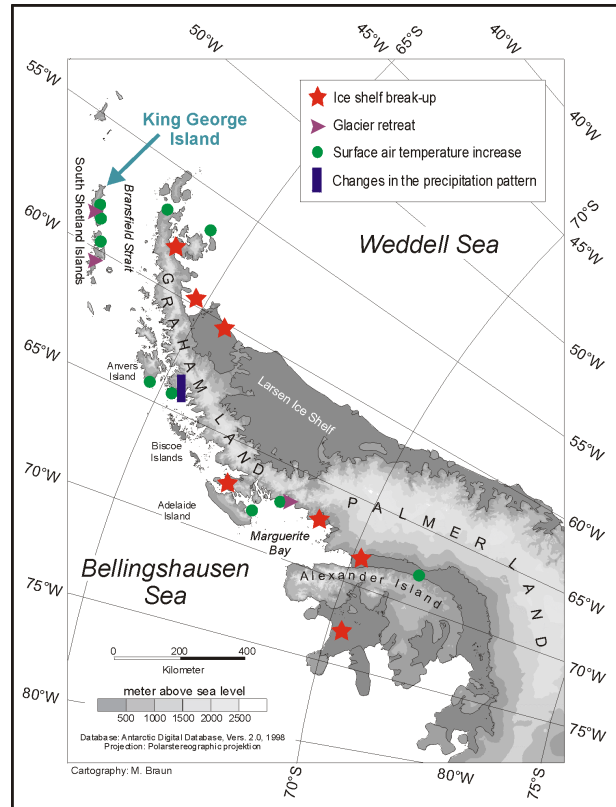 50°W
45°W
65°S
40°W
55°W
Ice shelf break-up
Glacier retreat
Surface air temperature increase
Changes in the precipitation pattern
40°W
King George
Island
South Shetland Islands
Bransfield Strait
60°W
70°S
45°W
Weddell Sea
GRAHAM LAND
50°W
65°W
Anvers
Island
Larsen Ice Shelf
55°W
Biscoe
Islands
70°W
Adelaide
Island
PALMER LAND
60°W
Marguerite
Bay
Bellingshausen
Sea
Alexander Island
75°W
65°W
0 200 400
Kilometer
70°W
meter above sea level
500 1000 1500 2000 2500
80°W
75°W
Database: Antarctic Digital Database, Vers. 2.0, 1998
Projection: Polarstereographic projektion
Cartography: M. Braun
70°S
80°W
75°S